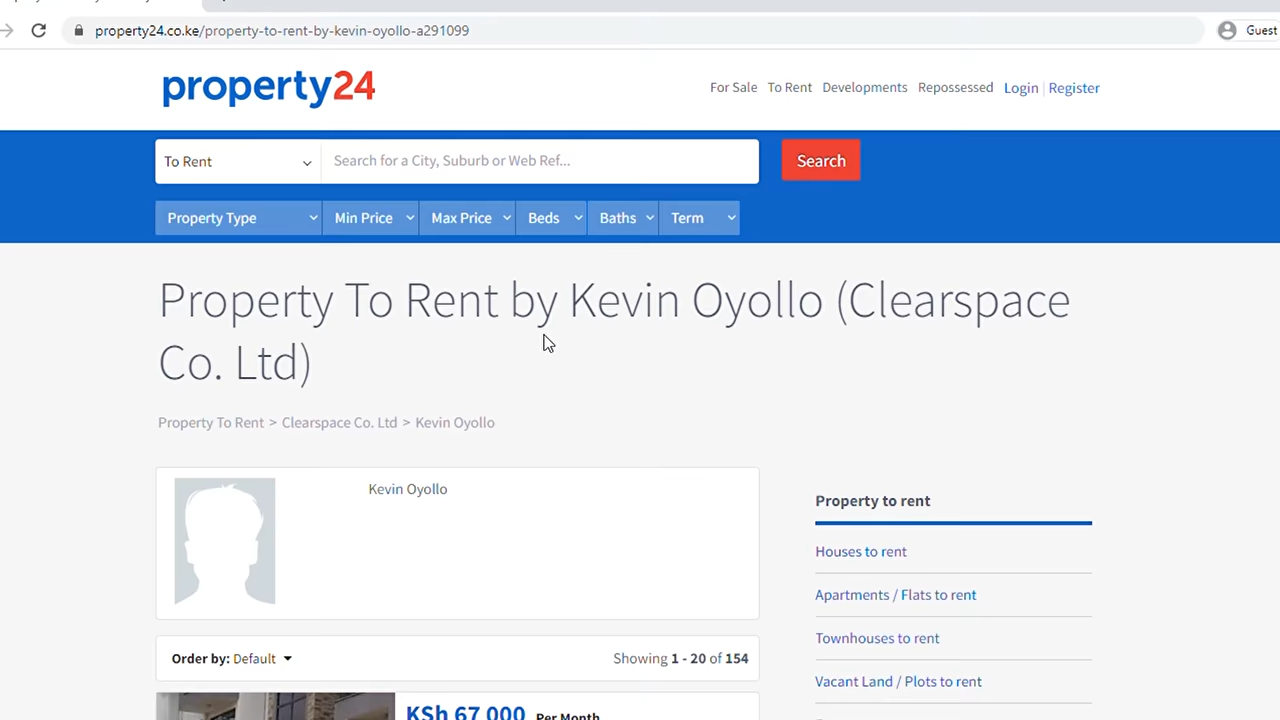 property24.co.ke/property-to-rent-by-kevin-oyollo-a291099
Guest
property24
For Sale To Rent Developments Repossessed Login | Register
To Rent Search for a City, Suburb or Web Ref... Search
Property Type Min Price Max Price Beds Baths Term
Property To Rent by Kevin Oyollo (Clearspace
Co. Ltd)
Property To Rent > Clearspace Co. Ltd > Kevin Oyollo
Kevin Oyollo
Property to rent
Houses to rent
Apartments / Flats to rent
Townhouses to rent
Order by: Default Showing 1 - 20 of 154
Vacant Land / Plots to rent
KSh 67 000 Per Month